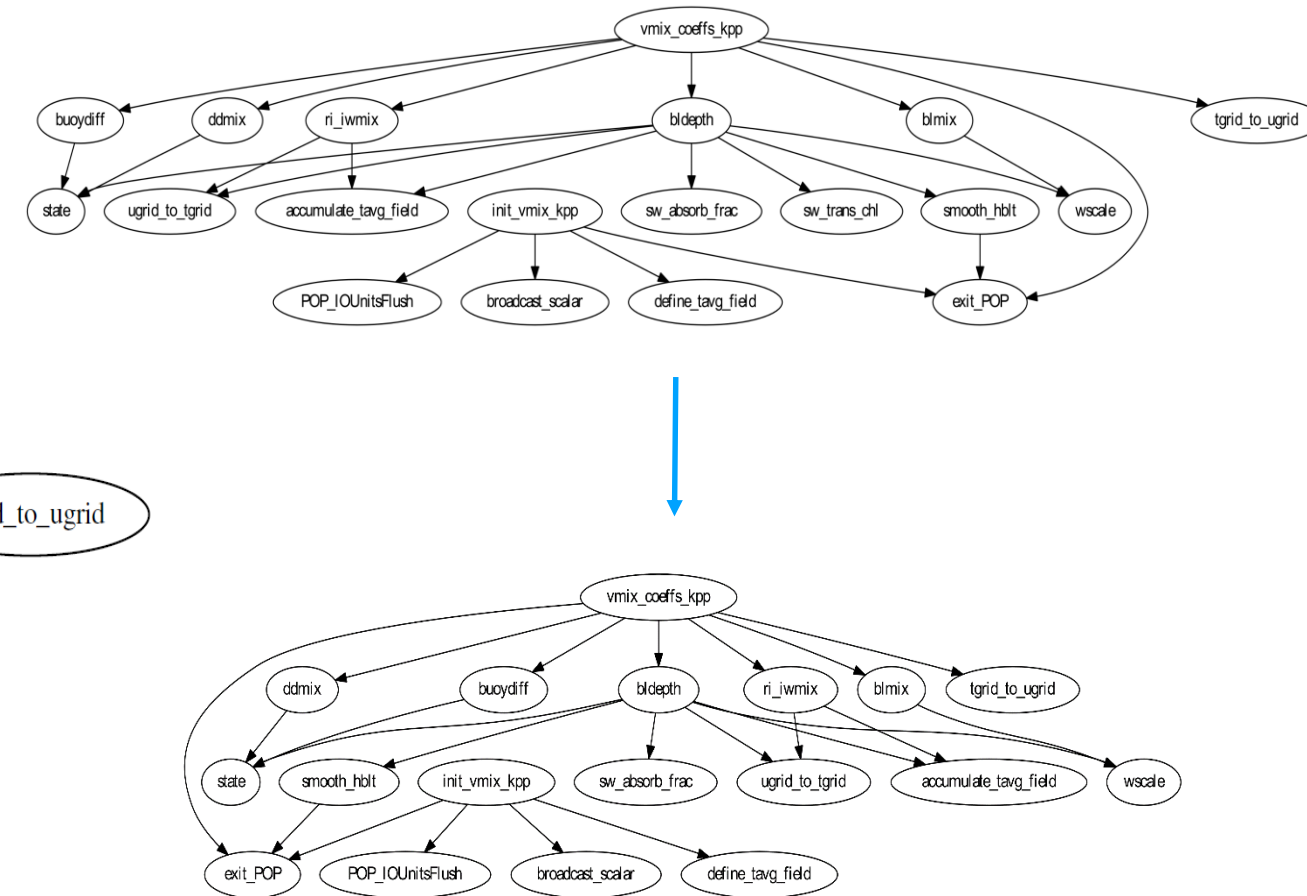 vmix_coeffs_kpp
buoydiff ddmix ri_iwmix bldepth blmix tgrid_to_ugrid
state ugrid_to_tgrid accumulate_tavg_field init_vmix_kpp sw_absorb_frac sw_trans_chl smooth_hblt wscale
POP_IOUnitsFlush broadcast_scalar define_tavg_field exit_POP
d_to_ugrid
vmix_coeffs_kpp
ddmix buoydiff bldepth ri_iwmix blmix tgrid_to_ugrid
state smooth_hblt init_vmix_kpp sw_absorb_frac ugrid_to_tgrid accumulate_tavg_field wscale
exit_POP POP_IOUnitsFlush broadcast_scalar define_tavg_field